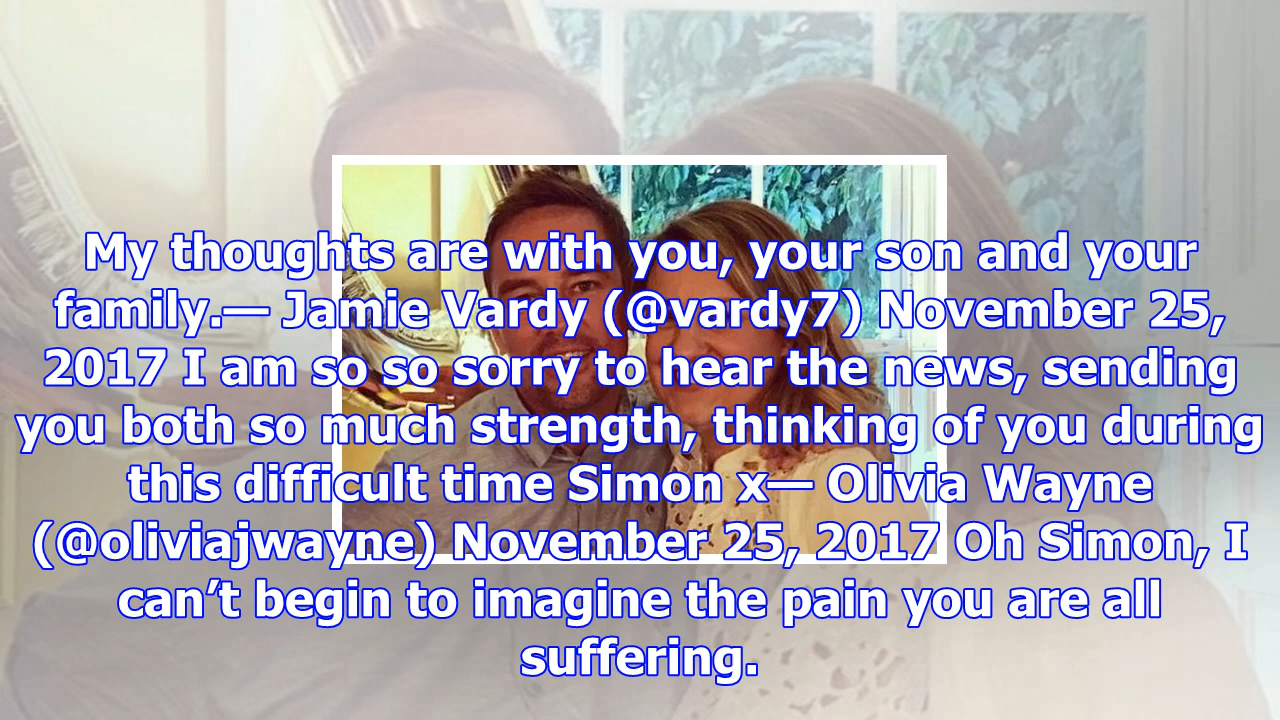 My thoughts are with you, your son and your
family.— Jamie Vardy (@vardy7) November 25,
2017 I am so so sorry to hear the news, sending
you both so much strength, thinking of you during
this difficult time Simon x— Olivia Wayne
(@oliviajwayne) November 25, 2017 Oh Simon, I
can’t begin to imagine the pain you are all
suffering.